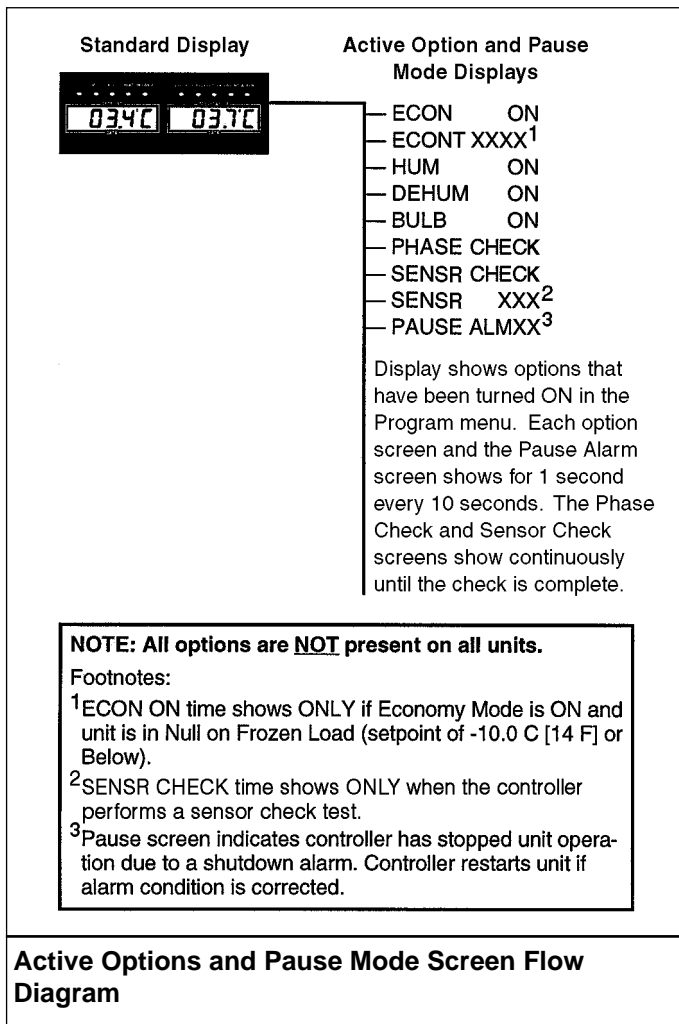 Standard Display
Active Option and Pause
Mode Displays
03.4°C 03.7°C
ECON ON
ECONT XXXX1
HUM ON
DEHUM ON
BULB ON
PHASE CHECK
SENSR CHECK
SENSR XXX2
PAUSE ALMXX3
Display shows options that
have been turned ON in the
Program menu. Each option
screen and the Pause Alarm
screen shows for 1 second
every 10 seconds. The Phase
Check and Sensor Check
screens show continuously
until the check is complete.
NOTE: All options are NOT present on all units.
Footnotes:
1ECON ON time shows ONLY if Economy Mode is ON and
unit is in Null on Frozen Load (setpoint of -10.0 C [14 F] or
Below).
2SENSR CHECK time shows ONLY when the controller
performs a sensor check test.
3Pause screen indicates controller has stopped unit opera-
tion due to a shutdown alarm. Controller restarts unit if
alarm condition is corrected.
Active Options and Pause Mode Screen Flow
Diagram